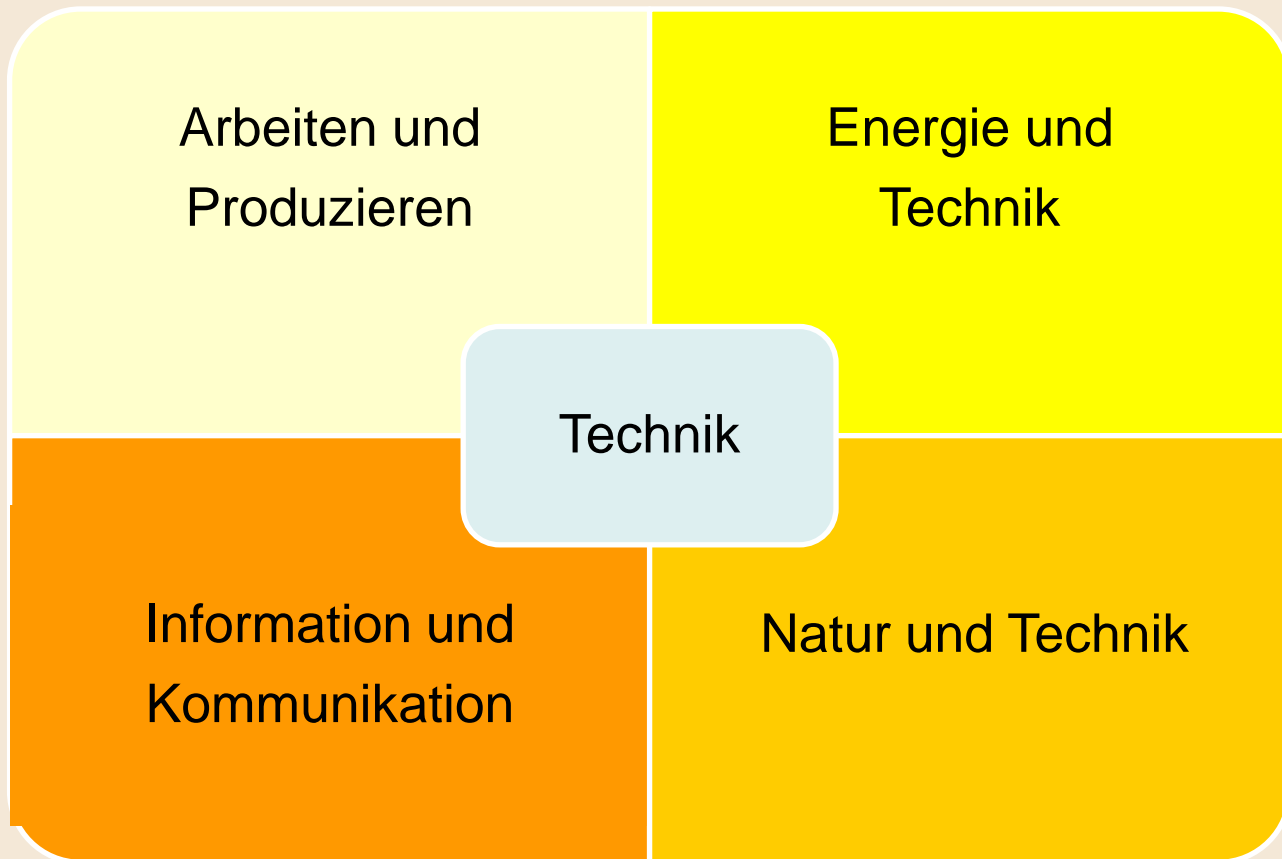 Arbeiten und
Produzieren
Energie und
Technik
Technik
Information und
Kommunikation
Natur und Technik